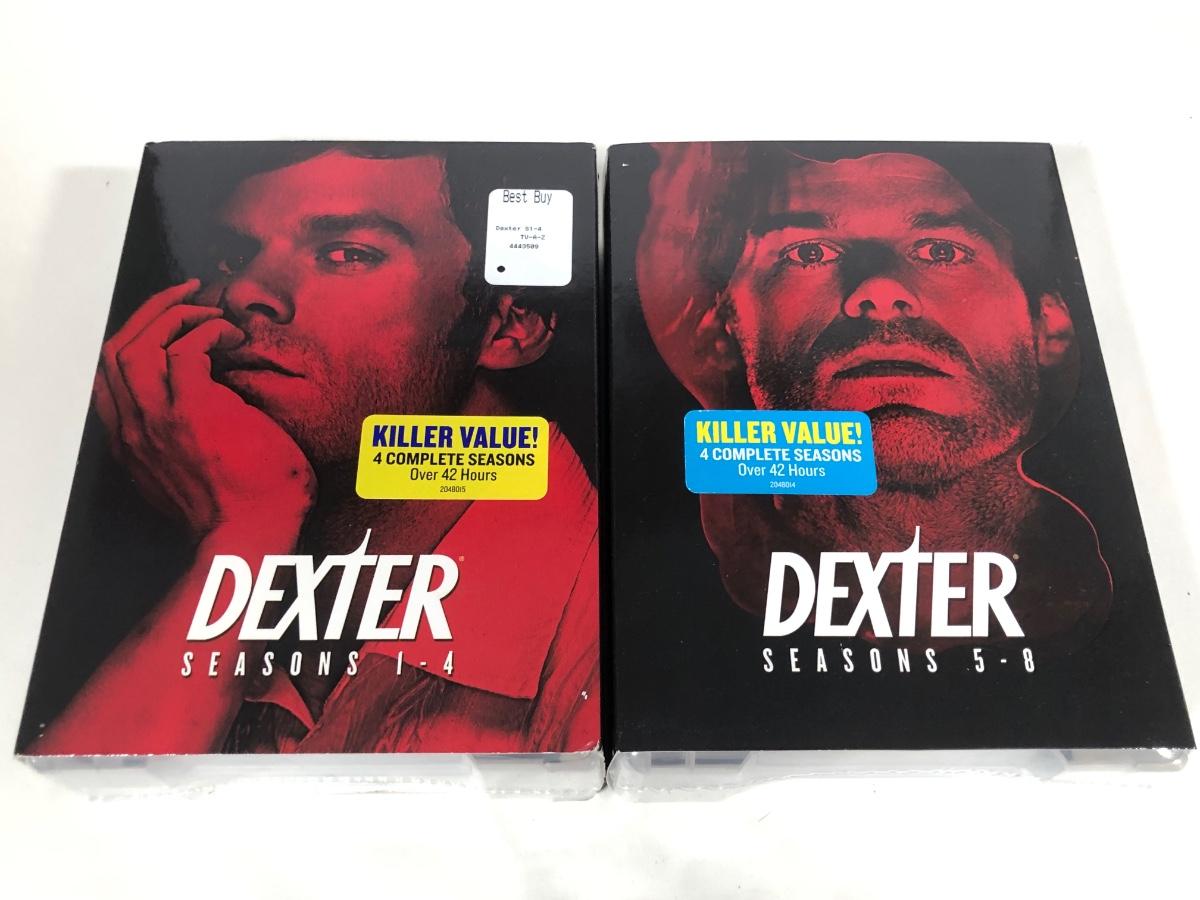 Best Buy
Dexter S1-4
TV-A-Z
4443509
KILLER VALUE!
4 COMPLETE SEASONS
Over 42 Hours
2048015
DEXTER®
SEASONS 1-4
KILLER VALUE!
4 COMPLETE SEASONS
Over 42 Hours
2048014
DEXTER®
SEASONS 5-8